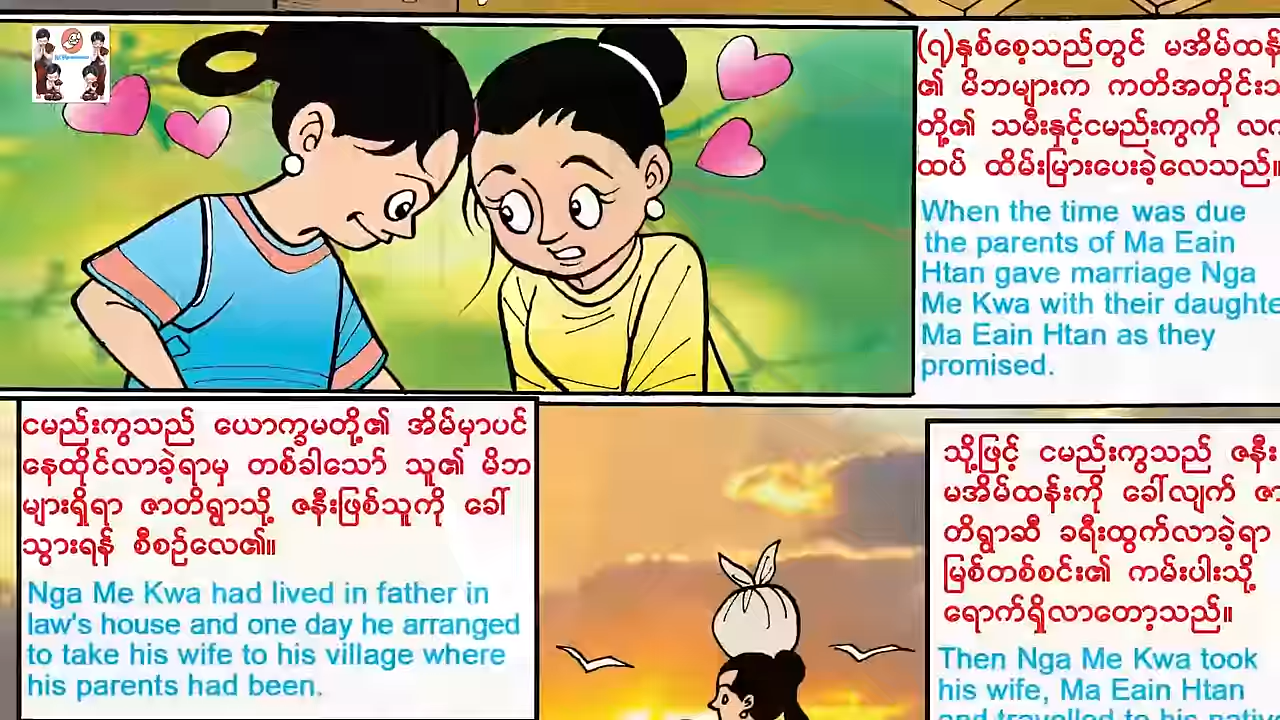 (၇)နှစ်စေ့သည်တွင် မအိမ်ထန်
၏ မိဘများက ကတိအတိုင်း
တို့၏ သမီးနှင့်ငမည်းကွကို
ထပ် ထိမ်းမြားပေးခဲ့လေသည်။
When the time was due
the parents of Ma Eain
Htan gave marriage Nga
Me Kwa with their daughte
Ma Eain Htan as they
promised.
ငမည်းကွသည် ယောက္ခမတို့၏ အိမ်မှာပင်
နေထိုင်လာခဲ့ရာမှ တစ်ခါသော် သူ၏ မိဘ
များရှိရာ ဇာတိရွာသို့ ဇနီးဖြစ်သူကို ခေါ်
သွားရန် စီစဉ်လေ၏။
Nga Me Kwa had lived in father in
law's house and one day he arranged
to take his wife to his village where
his parents had been.
သို့ဖြင့် ငမည်းကွသည် ဇနီး
မအိမ်ထန်းကို ခေါ်လျက် ဇာ
တိရွာဆီ ခရီးထွက်လာခဲ့ရာ
မြစ်တစ်စင်း၏ ကမ်းပါးသို့
ရောက်ရှိလာတော့သည်။
Then Nga Me Kwa took
his wife, Ma Eain Htan
and travelled to his nativ